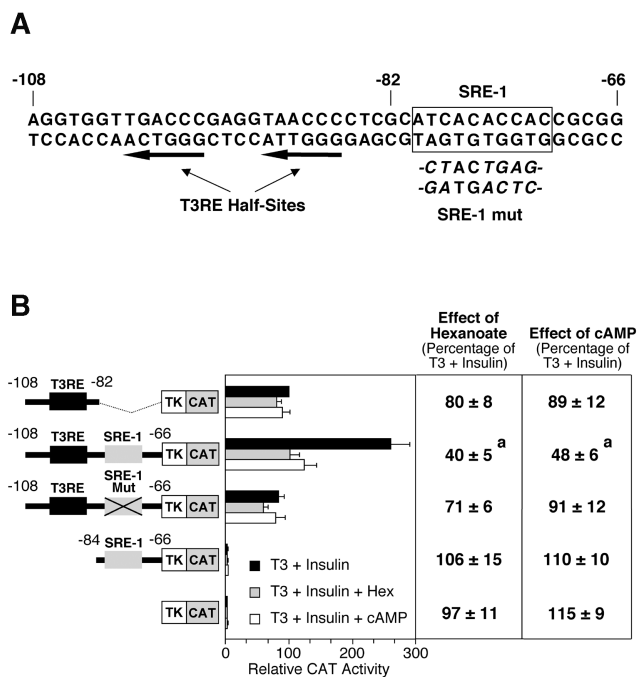 A
-108 -82 -66
SRE-1
AGGTGGTTGACCCGAGGTAACCCCTCGCATCACACCACCGCGG
TCCACCAACTGGGCTCCATTGGGGAGCGTAGTGTGGTGGCGCC
-CTACTGAG-
-GATGACTC-
T3RE Half-Sites
SRE-1 mut
B
Effect of Hexanoate
(Percentage of T3 + Insulin)
Effect of cAMP
(Percentage of T3 + Insulin)
-108 T3RE -82 TK CAT 80 ± 8 89 ± 12
-108 T3RE SRE-1 -66 TK CAT 40 ± 5 a 48 ± 6 a
-108 T3RE SRE-1 Mut -66 TK CAT 71 ± 6 91 ± 12
-84 SRE-1 -66 TK CAT 106 ± 15 110 ± 10
TK CAT 97 ± 11 115 ± 9
T3 + Insulin
T3 + Insulin + Hex
T3 + Insulin + cAMP
0 100 200 300
Relative CAT Activity